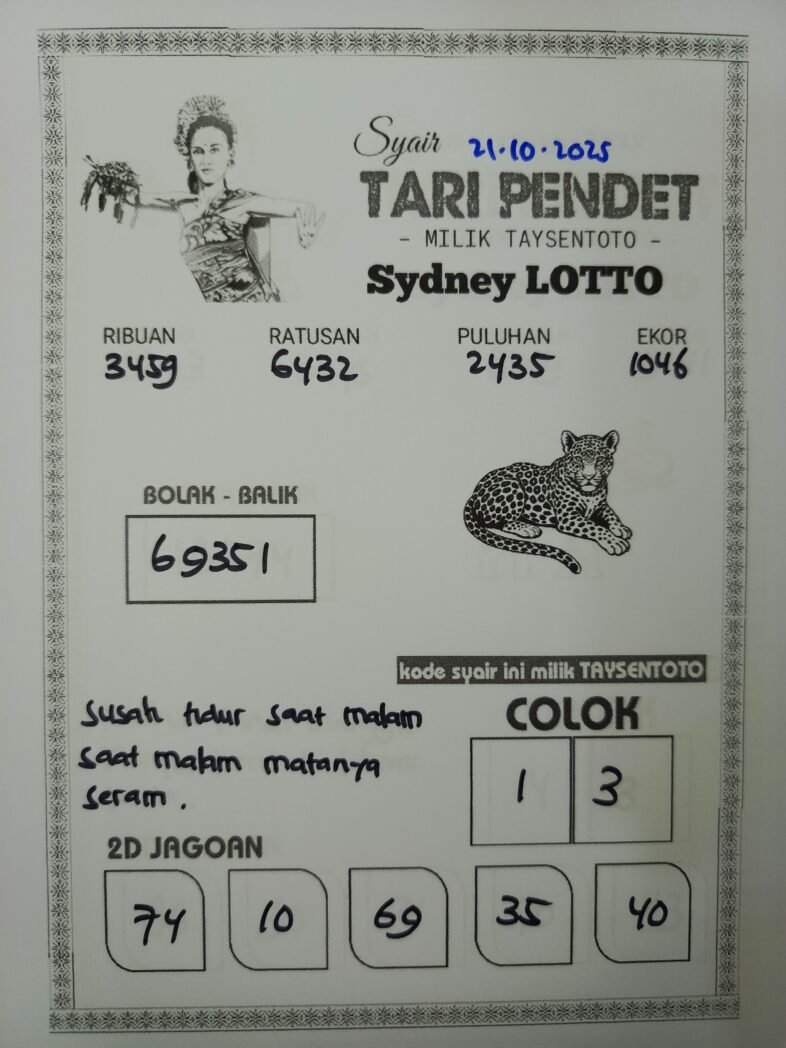 Syair 21.10.2025
TARI PENDET
- MILIK TAYSENTOTO -
Sydney LOTTO
RIBUAN RATUSAN PULUHAN EKOR
3459 6432 2435 1046
BOLAK - BALIK
69351
kode syair ini milik TAYSENTOTO
COLOK
1 3
susah tidur saat malam
saat malam matanya
seram .
2D JAGOAN
74 10 69 35 40